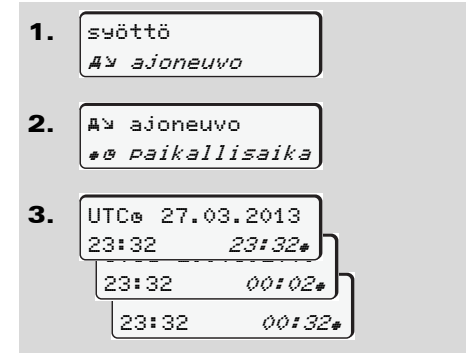 1. syöttö
ajoneuvo
2. ajoneuvo
paikallisaika
3. UTC 27.03.2013
23:32 23:32
23:32 00:02
23:32 00:32